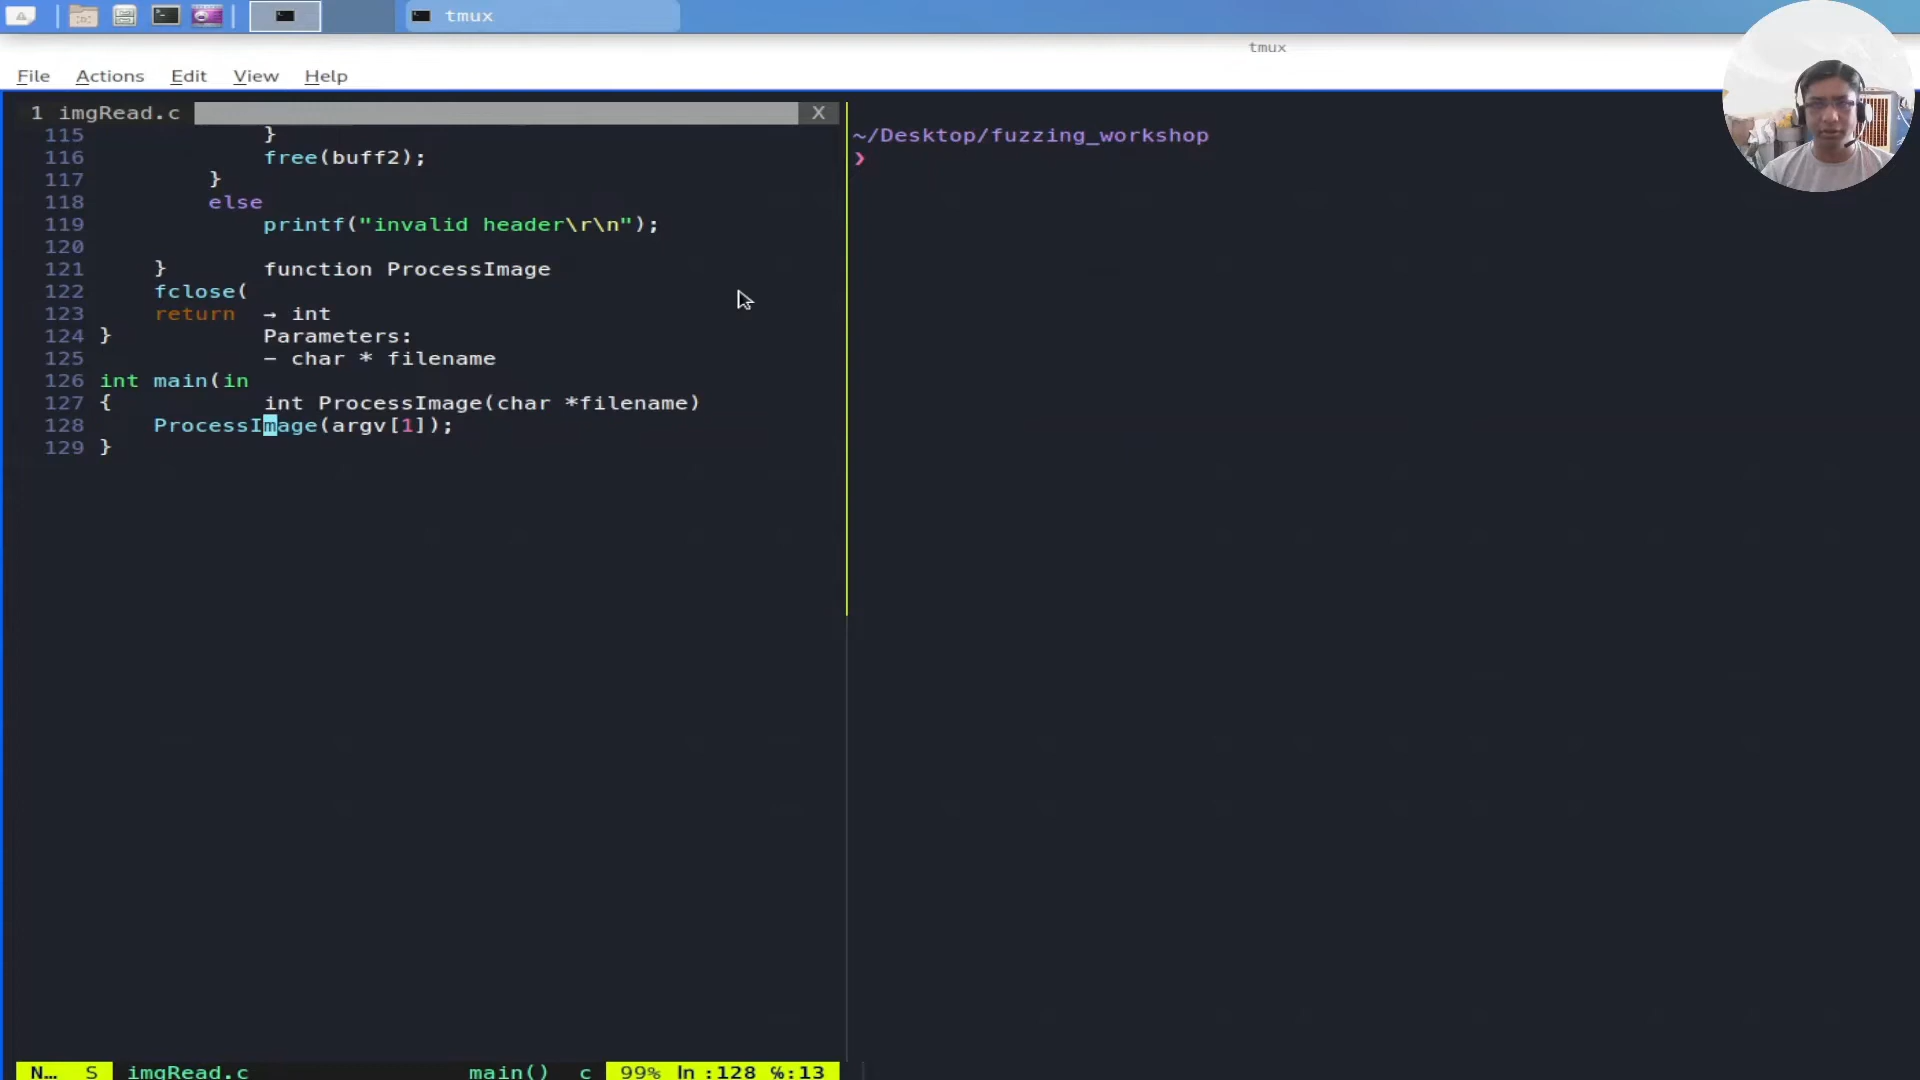 tmux
tmux
File Actions Edit View Help
1 imgRead.c X
115 }
116 free(buff2);
117 }
118 else
119 printf("invalid header\r\n");
120
121 } function ProcessImage
122 fclose(
123 return → int
124 } Parameters:
125 – char * filename
126 int main(in
127 { int ProcessImage(char *filename)
128 ProcessImage(argv[1]);
129 }
~/Desktop/fuzzing_workshop
❯
N… S imgRead.c main() c 99% ln :128 ℅:13